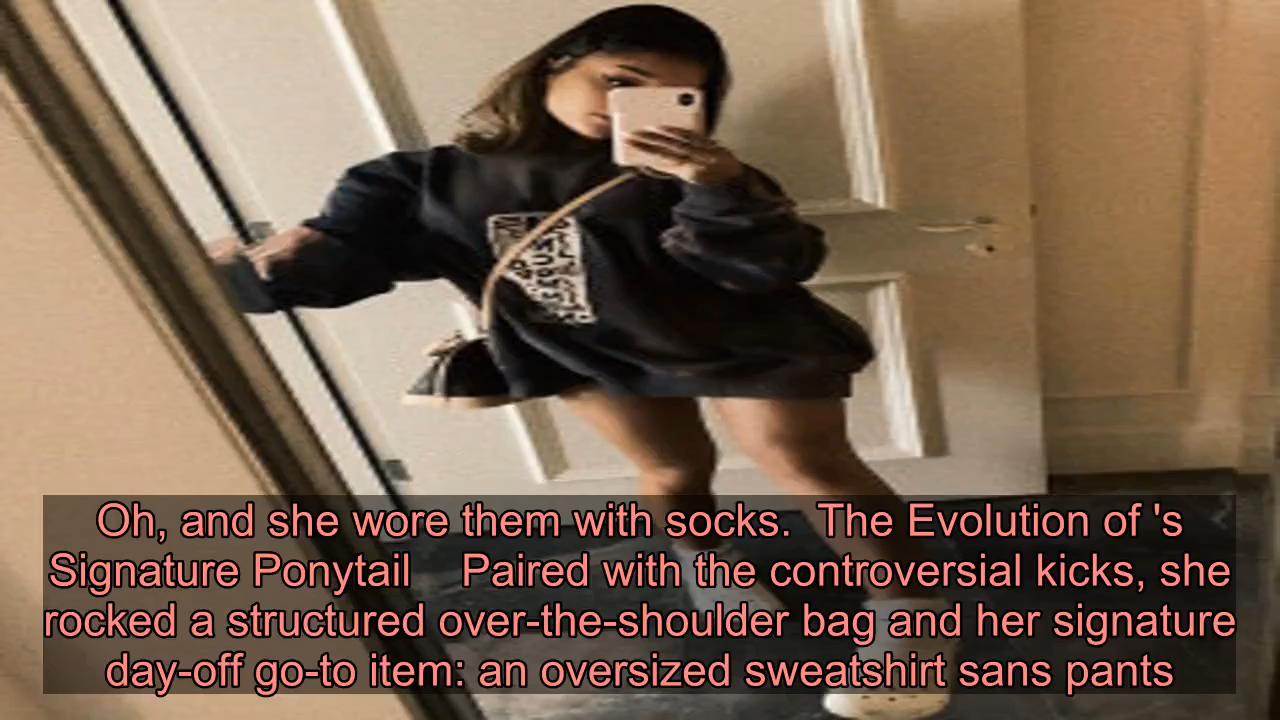 Oh, and she wore them with socks.  The Evolution of 's
Signature Ponytail    Paired with the controversial kicks, she
rocked a structured over-the-shoulder bag and her signature
day-off go-to item: an oversized sweatshirt sans pants